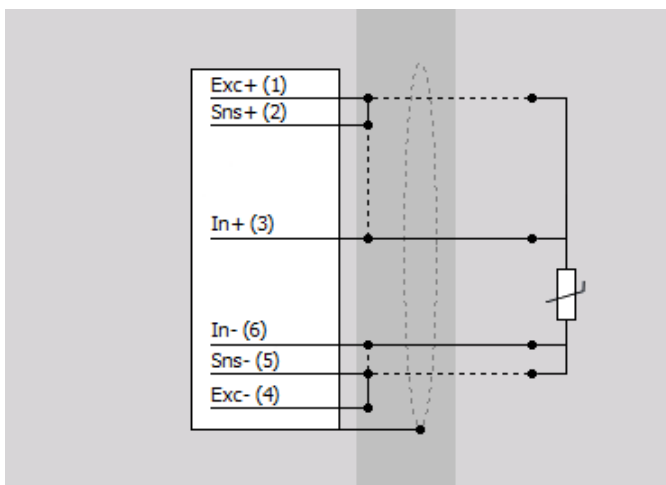 Exc+ (1)
Sns+ (2)
In+ (3)
In- (6)
Sns- (5)
Exc- (4)